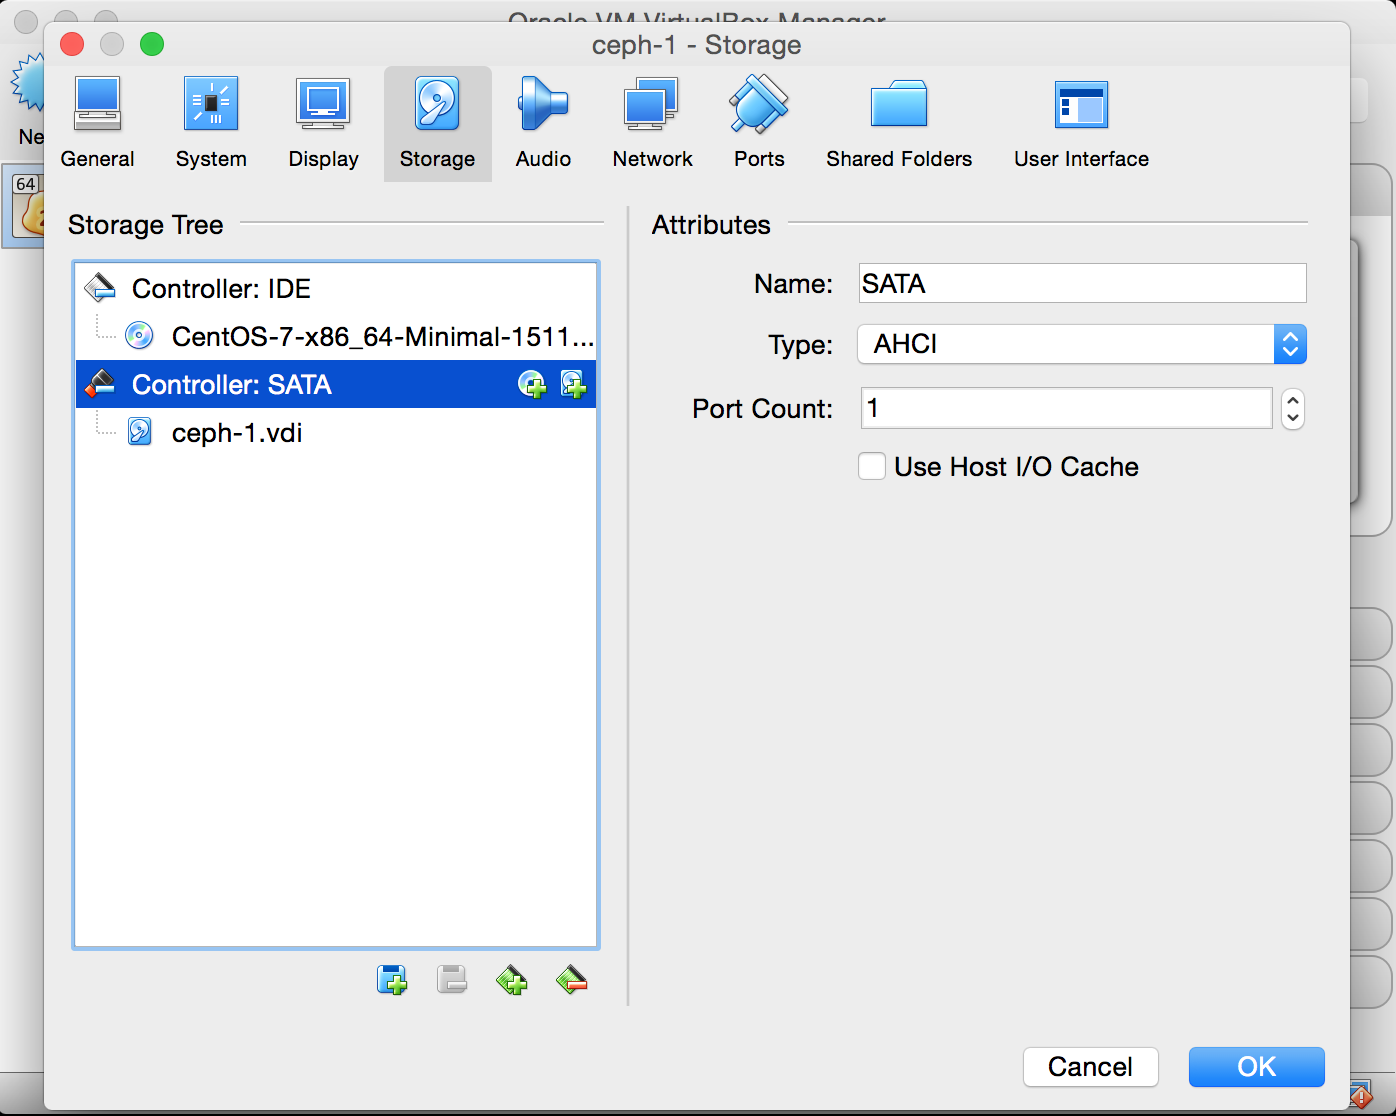 Oracle VM VirtualBox Manager
ceph-1 - Storage
General
System
Display
Storage
Audio
Network
Ports
Shared Folders
User Interface
Ne
64
Storage Tree
Controller: IDE
CentOS-7-x86_64-Minimal-1511...
Controller: SATA
ceph-1.vdi
Attributes
Name: SATA
Type: AHCI
Port Count: 1
Use Host I/O Cache
Cancel
OK